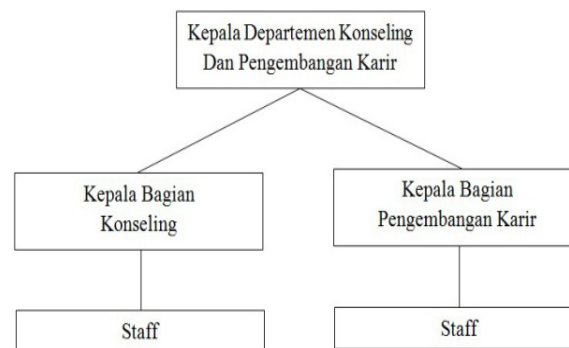 Kepala Departemen Konseling
Dan Pengembangan Karir
Kepala Bagian
Konseling
Kepala Bagian
Pengembangan Karir
Staff
Staff